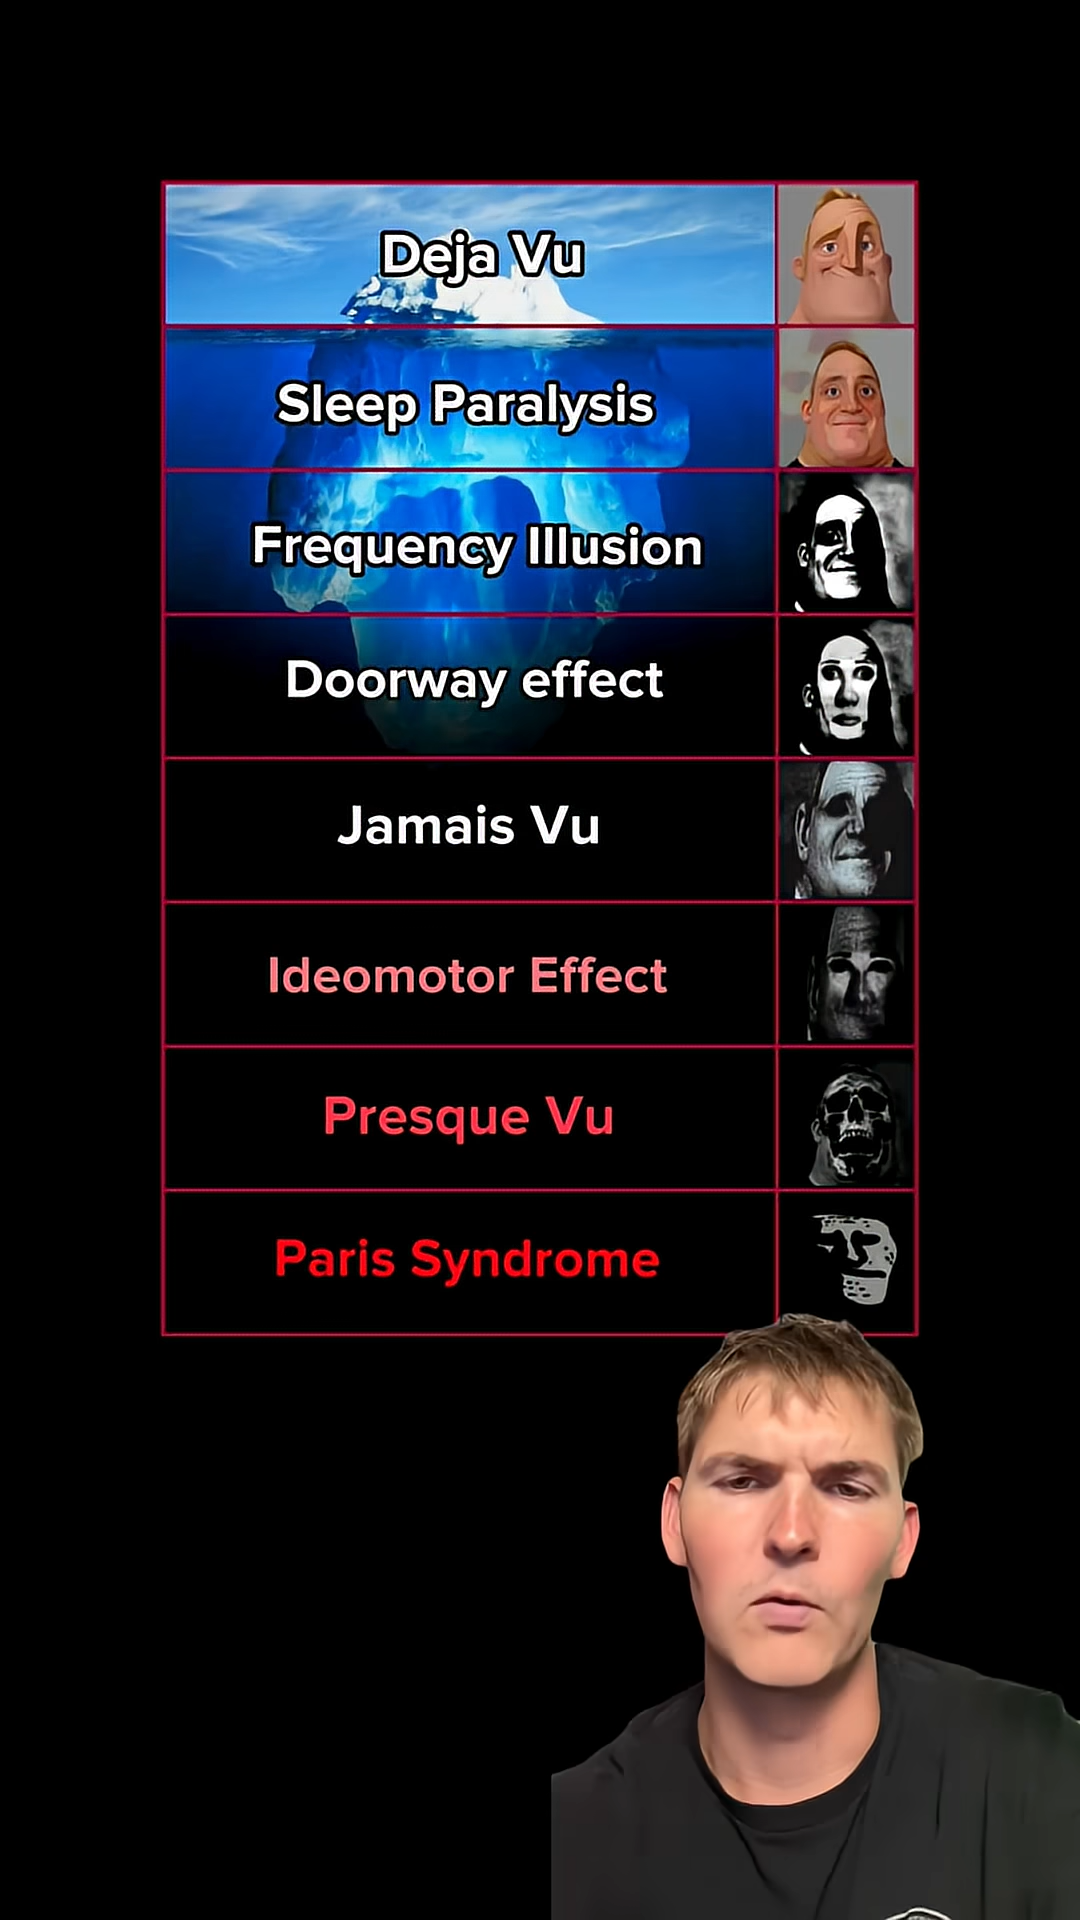 Deja Vu
Sleep Paralysis
Frequency Illusion
Doorway effect
Jamais Vu
Ideomotor Effect
Presque Vu
Paris Syndrome